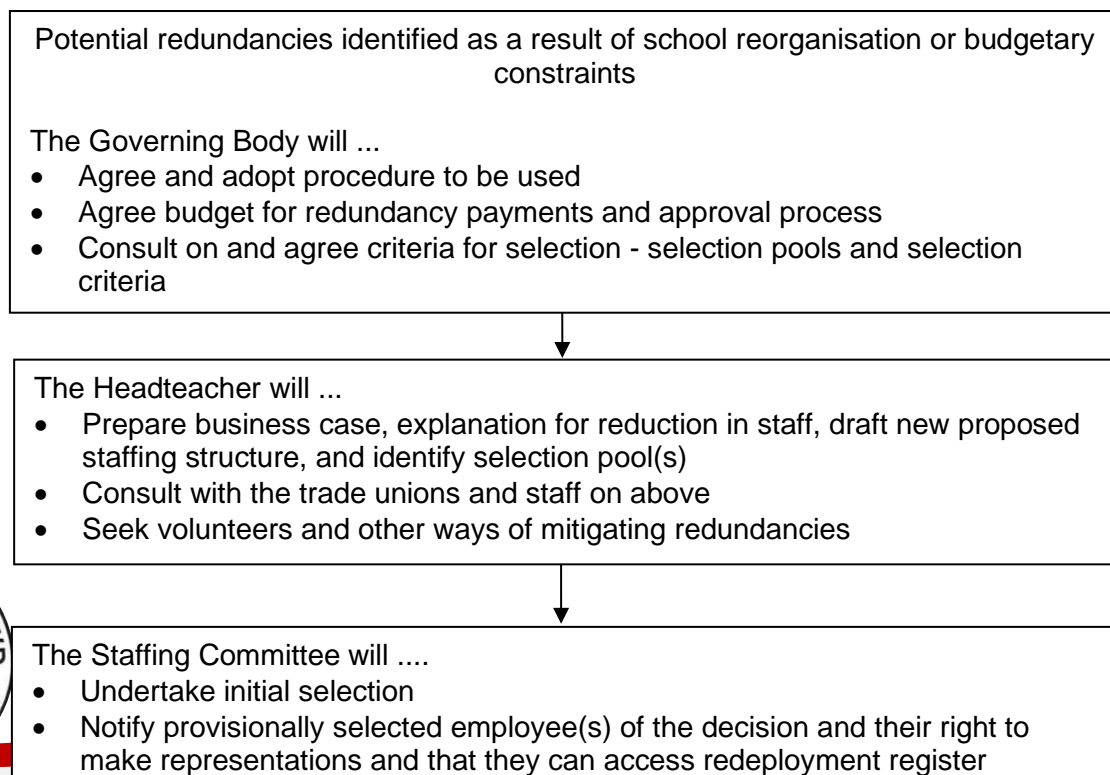 Potential redundancies identified as a result of school reorganisation or budgetary
constraints
The Governing Body will ...
• Agree and adopt procedure to be used
• Agree budget for redundancy payments and approval process
• Consult on and agree criteria for selection - selection pools and selection
criteria
The Headteacher will ...
• Prepare business case, explanation for reduction in staff, draft new proposed
staffing structure, and identify selection pool(s)
• Consult with the trade unions and staff on above
• Seek volunteers and other ways of mitigating redundancies
The Staffing Committee will ....
• Undertake initial selection
• Notify provisionally selected employee(s) of the decision and their right to
make representations and that they can access redeployment register